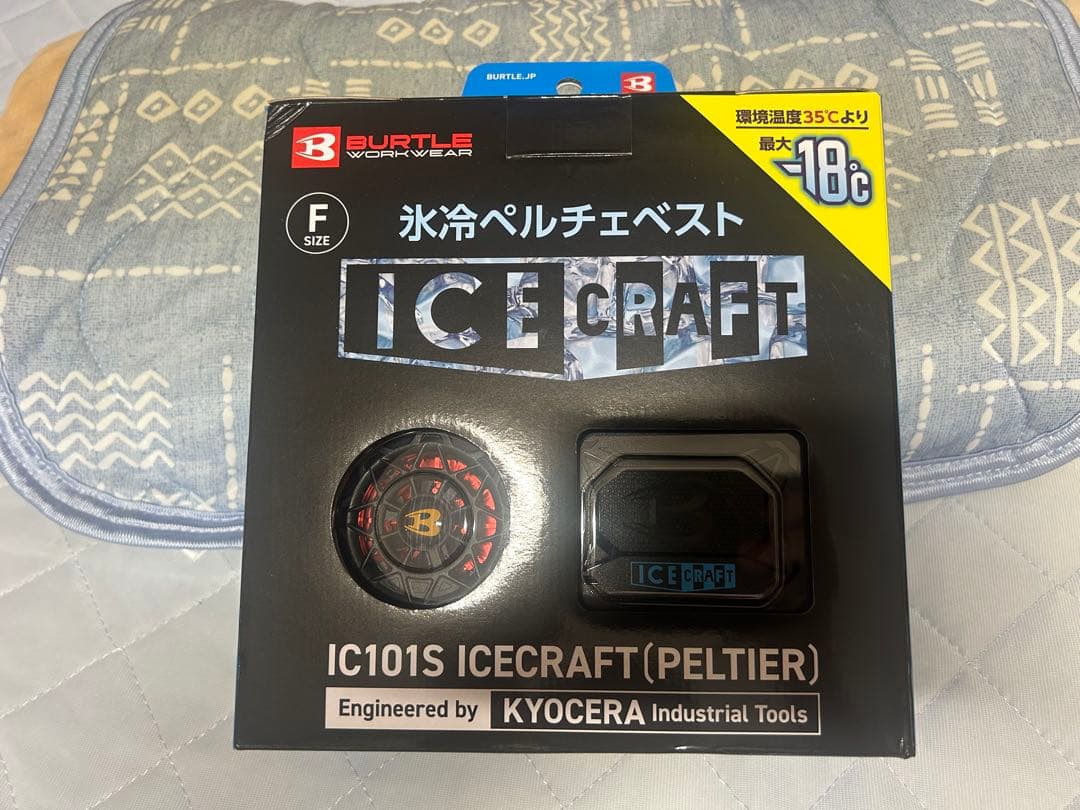 BURTLE.JP
B
環境温度35℃より
最大-18℃
B BURTLE
WORKWEAR
F
SIZE
氷冷ペルチェベスト
ICE CRAFT
B
ICE CRAFT
IC101S ICECRAFT(PELTIER)
Engineered by KYOCERA Industrial Tools